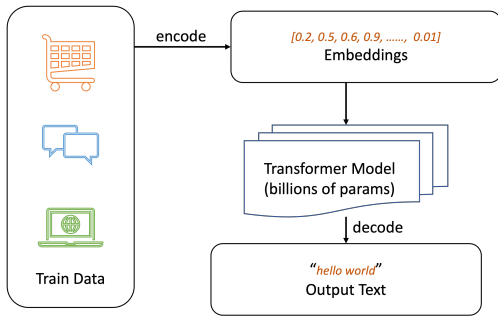 encode
[0.2, 0.5, 0.6, 0.9, ......, 0.01]
Embeddings
Transformer Model
(billions of params)
decode
"hello world"
Output Text
Train Data